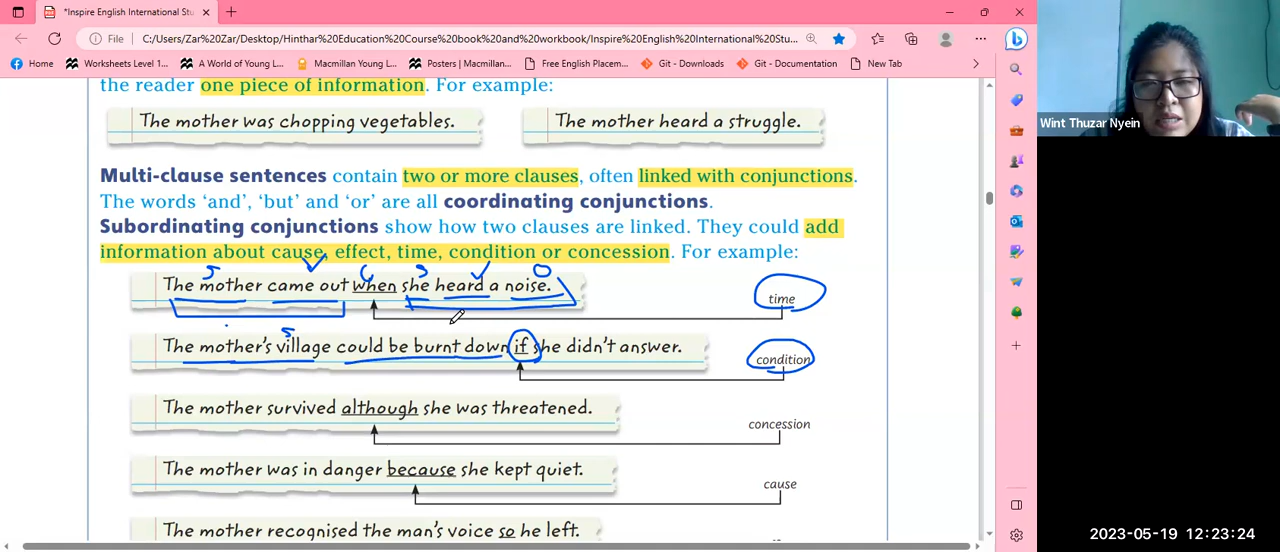 *Inspire English International Stu
File
C:/Users/Zar%20Zar/Desktop/Hinthar%20Education%20Course%20book%20and%20workbook/Inspire%20English%20International%20Stu...
Home
Worksheets Level 1...
A World of Young L...
Macmillan Young L...
Posters | Macmillan...
Free English Placem...
Git - Downloads
Git - Documentation
New Tab
the reader one piece of information. For example:
The mother was chopping vegetables.
The mother heard a struggle.
Multi-clause sentences contain two or more clauses, often linked with conjunctions.
The words ‘and’, ‘but’ and ‘or’ are all coordinating conjunctions.
Subordinating conjunctions show how two clauses are linked. They could add
information about cause, effect, time, condition or concession. For example:
S C S O
The mother came out when she heard a noise.
time
S
The mother's village could be burnt down if she didn't answer.
condition
The mother survived although she was threatened.
concession
The mother was in danger because she kept quiet.
cause
The mother recognised the man's voice so he left.
Wint Thuzar Nyein
2023-05-19 12:23:24